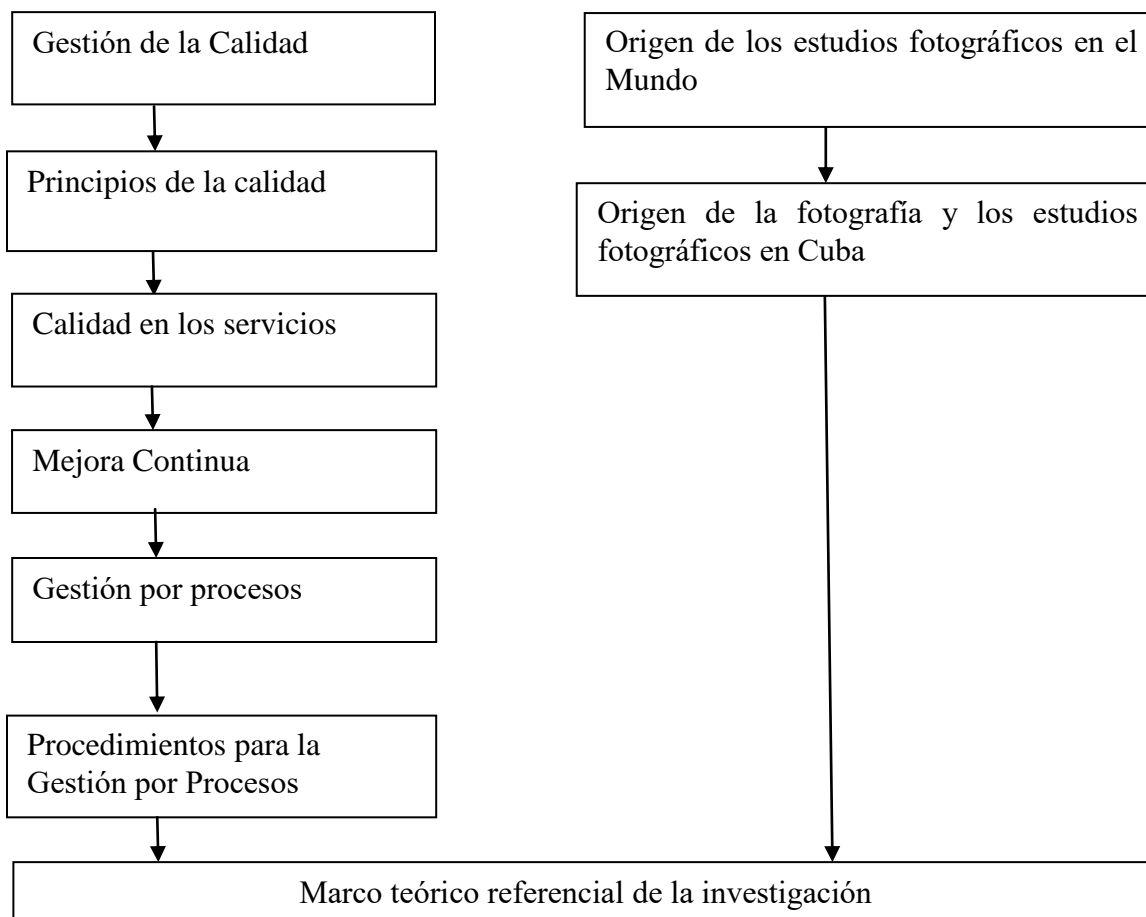 Gestión de la Calidad
Principios de la calidad
Calidad en los servicios
Mejora Continua
Gestión por procesos
Procedimientos para la
Gestión por Procesos
Origen de los estudios fotográficos en el
Mundo
Origen de la fotografía y los estudios
fotográficos en Cuba
Marco teórico referencial de la investigación